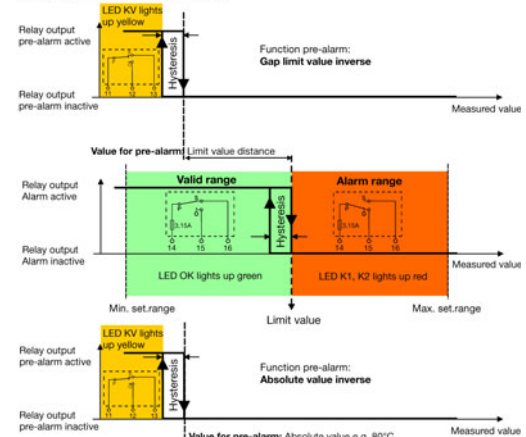 LED KV lights
up yellow
Relay output
pre-alarm active
Hysteresis
Function pre-alarm:
Gap limit value inverse
11 12 13
Relay output
pre-alarm inactive
Measured value
Value for pre-alarm: Limit value distance
Valid range
Alarm range
Relay output
Alarm active
Hysteresis
3,15A
3,15A
14 15 16
14 15 16
Relay output
Alarm inactive
Measured value
LED OK lights up green
LED K1, K2 lights up red
Min. set.range
Max. set.range
Limit value
LED KV lights
up yellow
Relay output
pre-alarm active
Hysteresis
Function pre-alarm:
Absolute value inverse
11 12 13
Relay output
pre-alarm inactive
Measured value
Value for pre-alarm: Absolute value e.g. 80°C